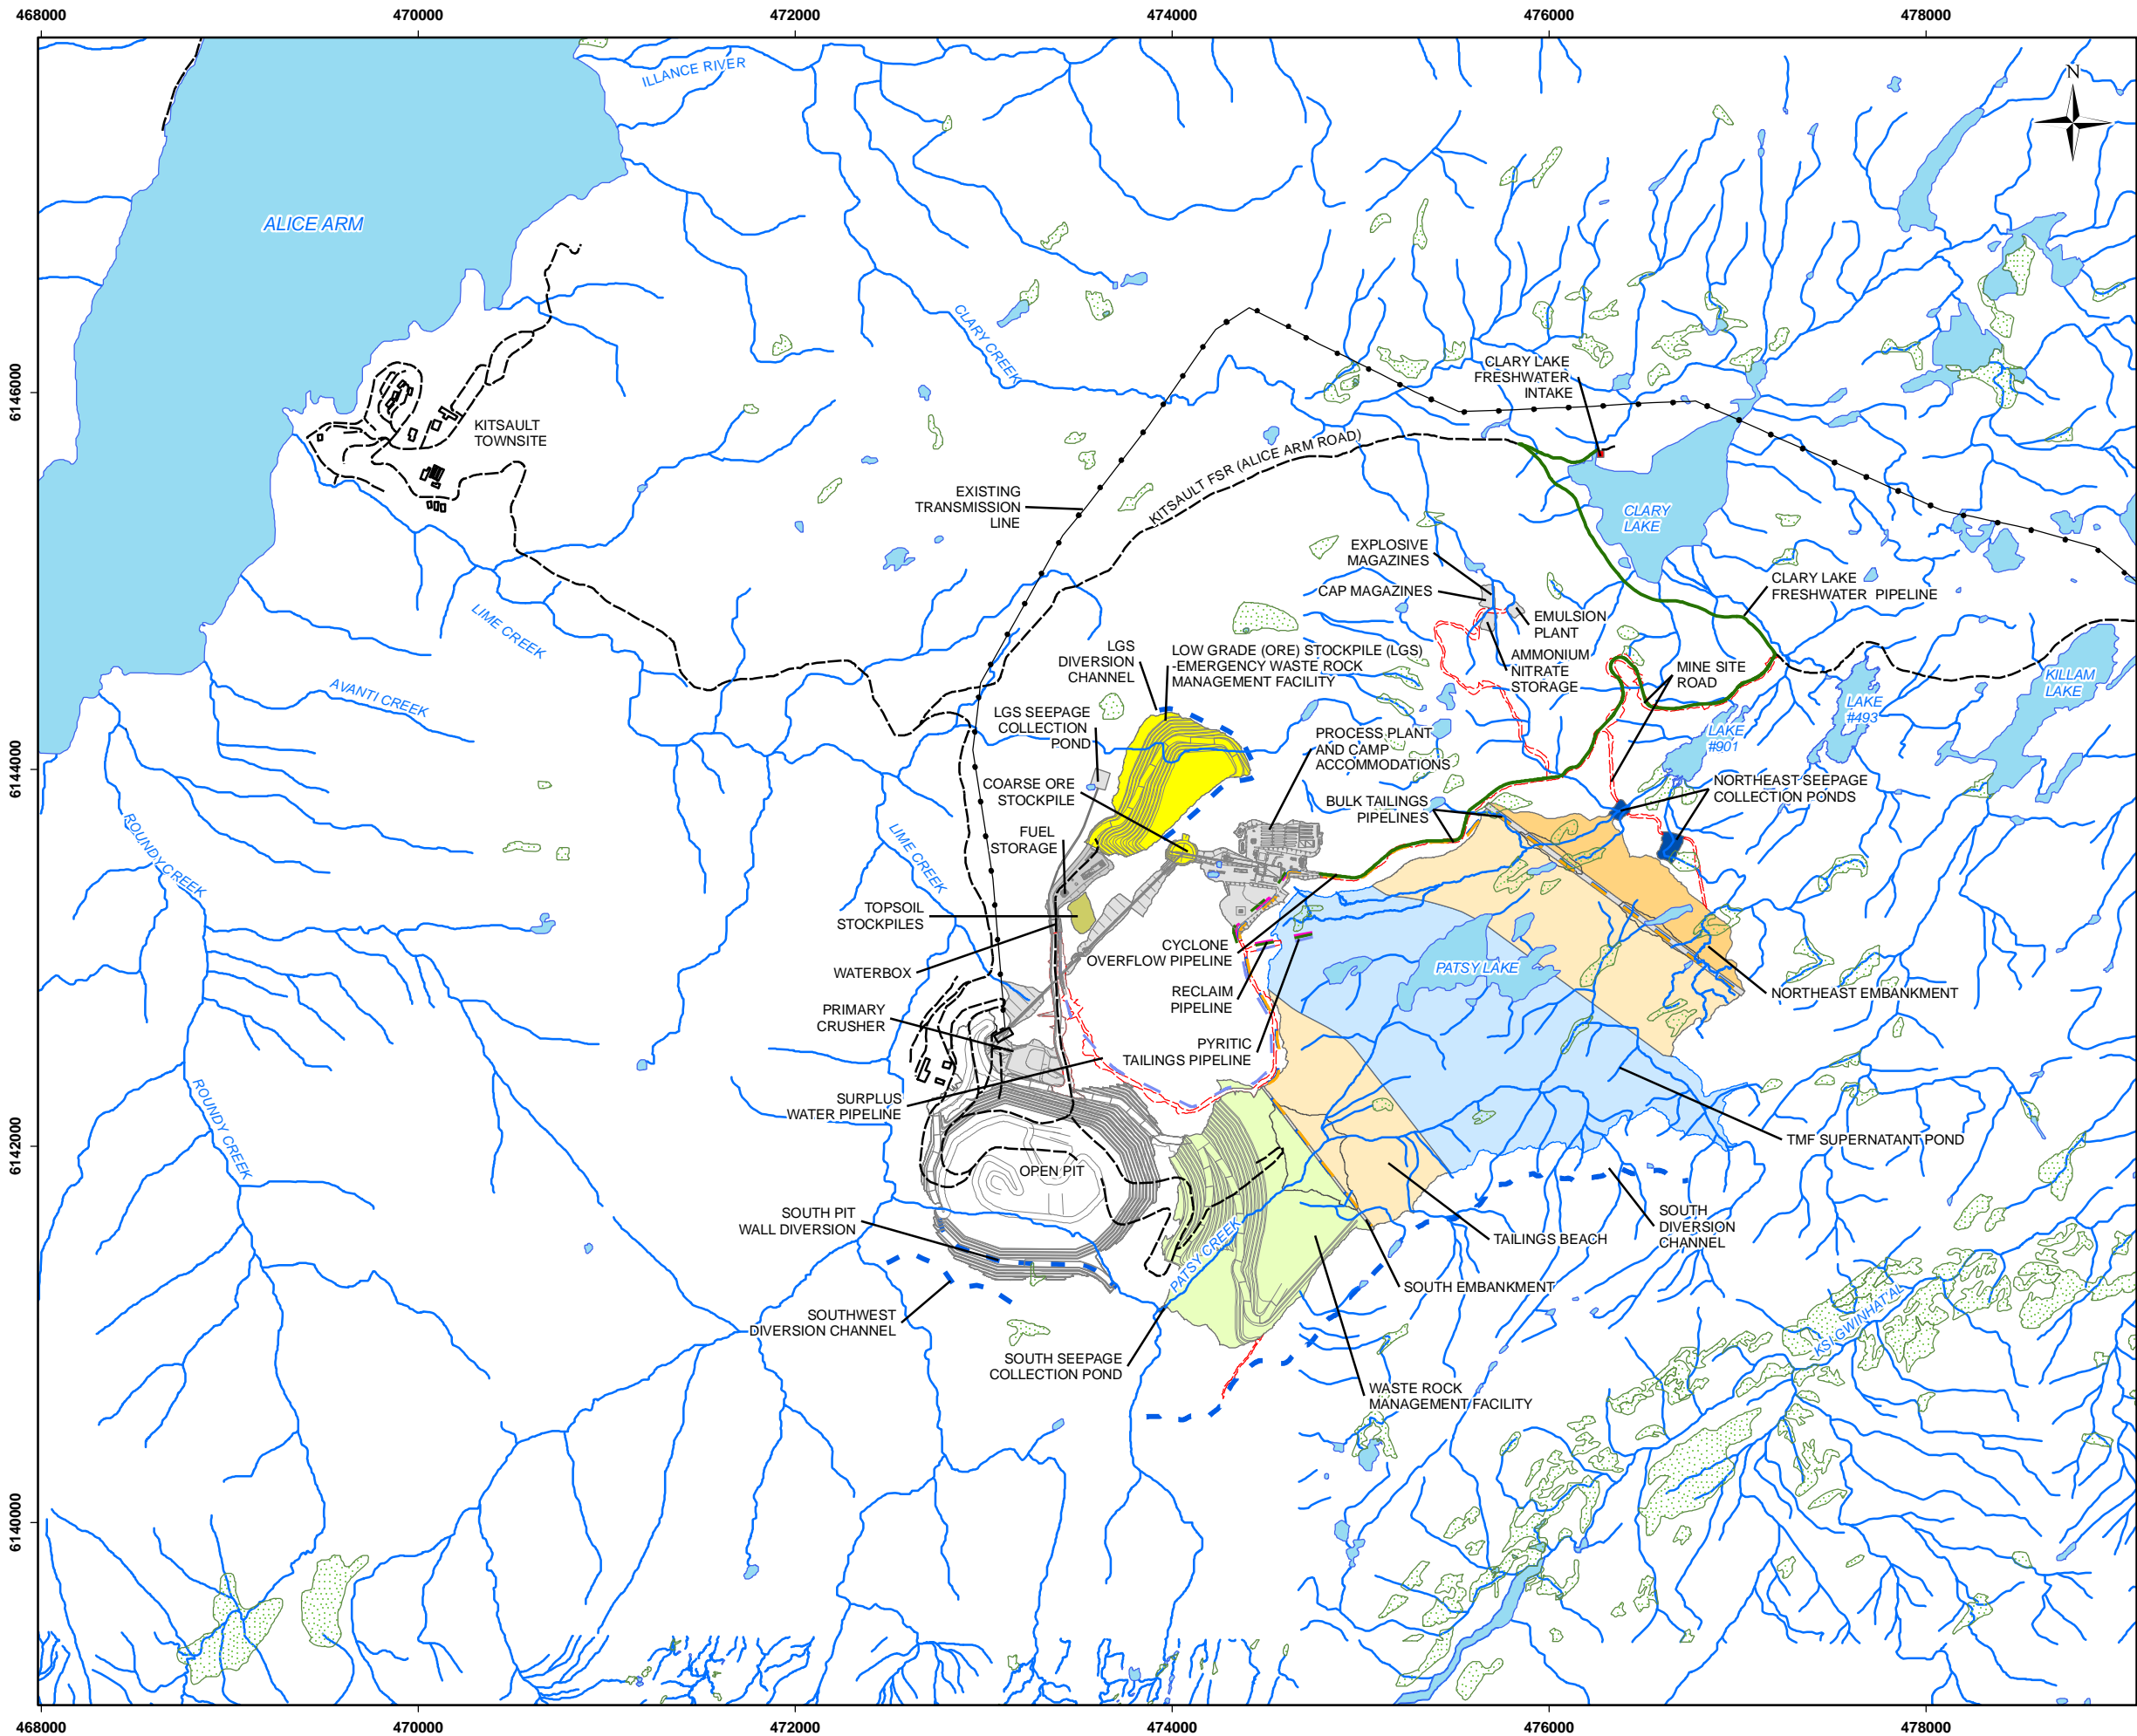 468000
470000
472000
474000
476000
478000
ILLANCE RIVER
N
ALICE ARM
CLARY CREEK
6146000
CLARY LAKE
FRESHWATER
INTAKE
KITSAULT
TOWNSITE
KITSAULT FSR (ALICE ARM ROAD)
EXISTING
TRANSMISSION
LINE
CLARY
LAKE
EXPLOSIVE
MAGAZINES
CAP MAGAZINES
CLARY LAKE
FRESHWATER PIPELINE
EMULSION
PLANT
LIME CREEK
AMMONIUM
NITRATE
STORAGE
LGS
DIVERSION
CHANNEL
LOW GRADE (ORE) STOCKPILE (LGS)
-EMERGENCY WASTE ROCK
MANAGEMENT FACILITY
MINE SITE
ROAD
KILLAM
LAKE
AVANTI CREEK
LAKE
#493
LGS SEEPAGE
COLLECTION
POND
LAKE
#901
PROCESS PLANT
AND CAMP
ACCOMMODATIONS
6144000
COARSE ORE
STOCKPILE
NORTHEAST SEEPAGE
COLLECTION PONDS
BULK TAILINGS
PIPELINES
FUEL
STORAGE
ROUNDY CREEK
LIME CREEK
TOPSOIL
STOCKPILES
CYCLONE
OVERFLOW PIPELINE
PATSY LAKE
WATERBOX
RECLAIM
PIPELINE
NORTHEAST EMBANKMENT
PRIMARY
CRUSHER
PYRITIC
TAILINGS PIPELINE
ROUNDY CREEK
SURPLUS
WATER PIPELINE
6142000
TMF SUPERNATANT POND
OPEN PIT
SOUTH PIT
WALL DIVERSION
PATSY CREEK
SOUTH
DIVERSION
CHANNEL
TAILINGS BEACH
SOUTH EMBANKMENT
SOUTHWEST
DIVERSION CHANNEL
KSI GWINHAT'AL
SOUTH SEEPAGE
COLLECTION POND
WASTE ROCK
MANAGEMENT FACILITY
6140000
468000
470000
472000
474000
476000
478000